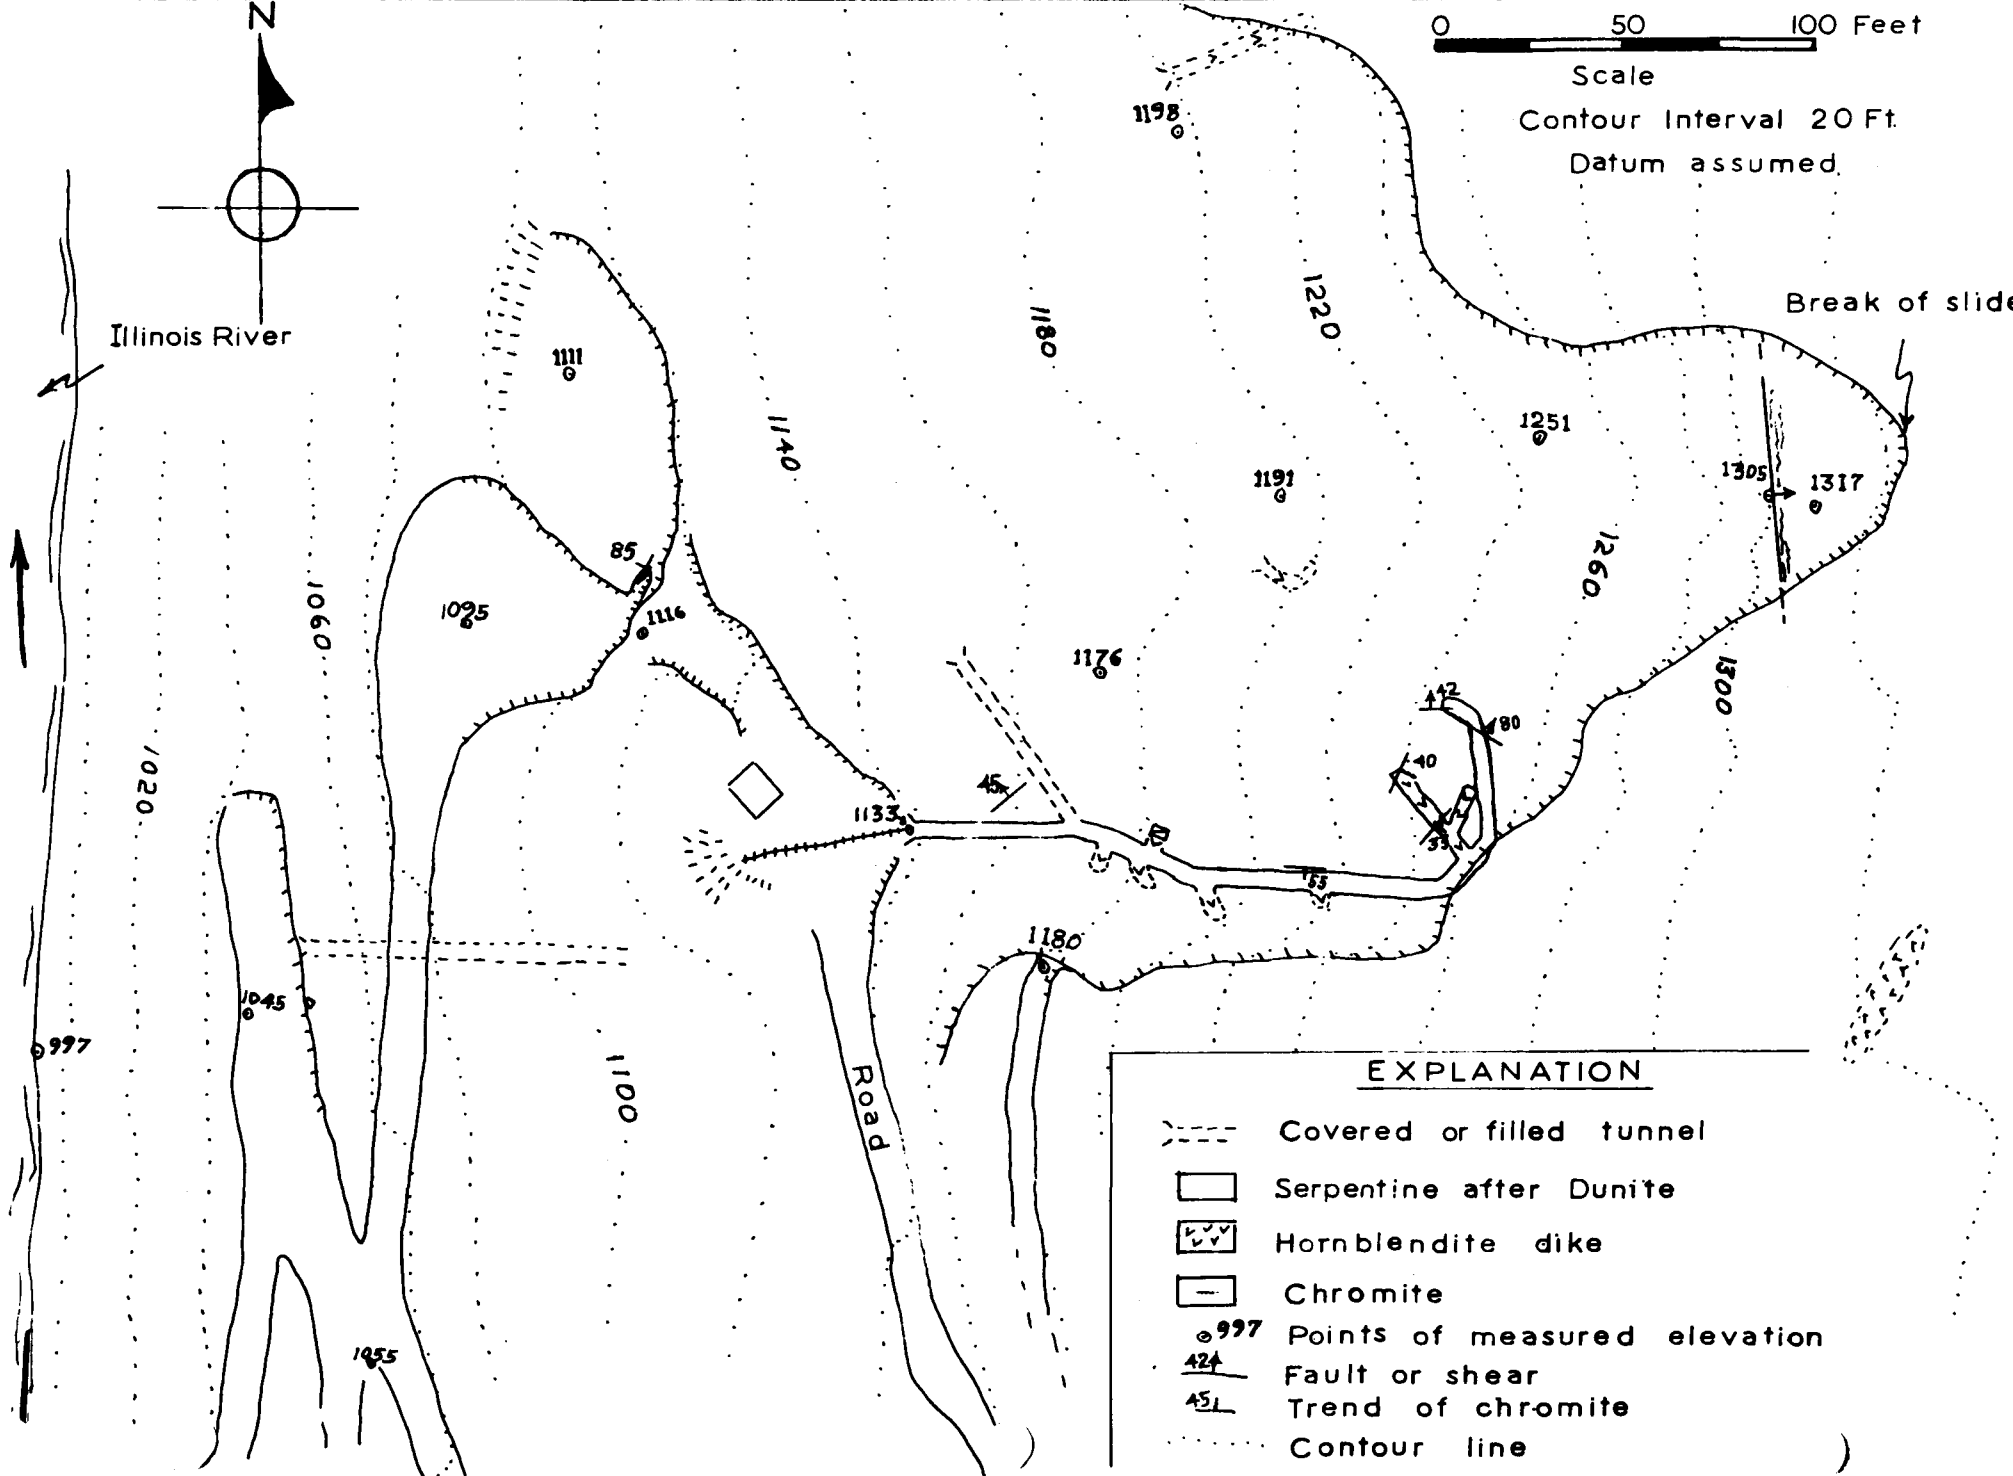 N
0 50 100 Feet
Scale
Contour Interval 20 Ft.
Datum assumed.
1198
Illinois River
1220
Break of slide
1180
1111
1140
1251
1191
1305
1317
85
1060
1095
1116
1260
1176
1300
42
80
1020
45
40
1133
35
55
1180
1045
997
1100
Road
1055
EXPLANATION
Covered or filled tunnel
Serpentine after Dunite
Hornblendite dike
Chromite
997 Points of measured elevation
42 Fault or shear
45 Trend of chromite
Contour line